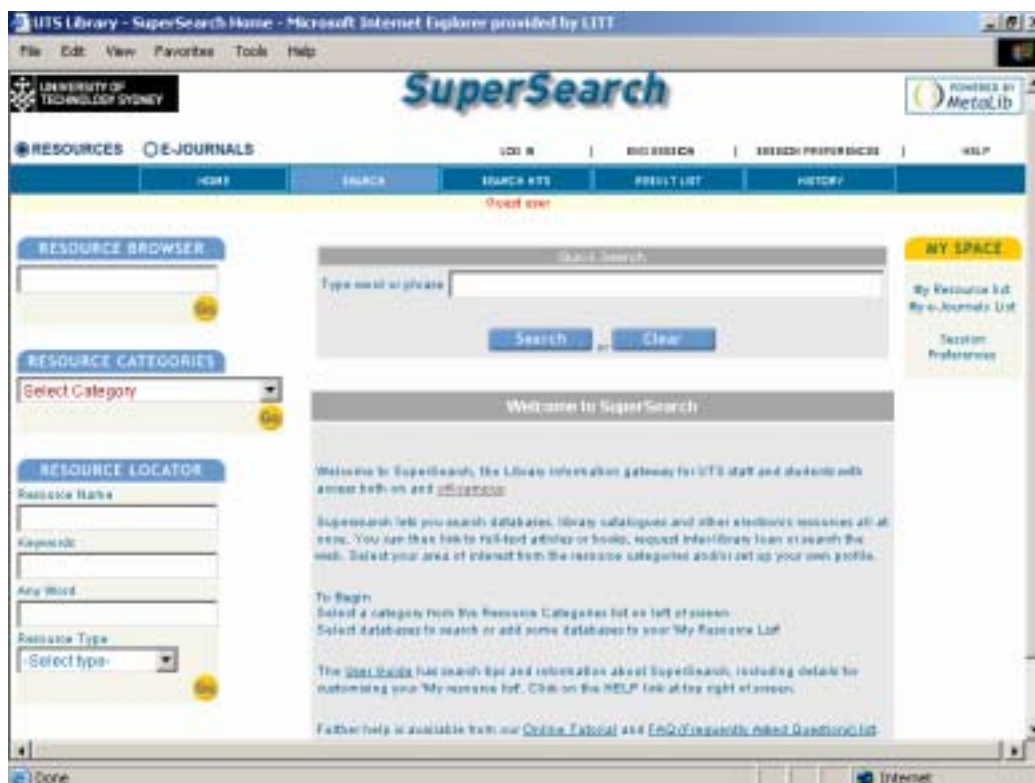 UTS Library - SuperSearch Home - Microsoft Internet Explorer provided by LITT
File Edit View Favorites Tools Help
UNIVERSITY OF
TECHNOLOGY SYDNEY
SuperSearch
POWERED BY
MetaLib
RESOURCES E-JOURNALS
LOG IN | END SESSION | SESSION PREFERENCES | HELP
HOME SEARCH SEARCH HITS RESULT LIST HISTORY
Guest user
RESOURCE BROWSER
Go
RESOURCE CATEGORIES
Select Category
Go
RESOURCE LOCATOR
Resource Name
Keywords
Any Word
Resource Type
-Select type-
Go
Quick Search
Type word or phrase
Search or Clear
Welcome to SuperSearch
Welcome to SuperSearch, the Library information gateway for UTS staff and students with
access both on and off-campus
Supersearch lets you search databases, library catalogues and other electronic resources all at
once. You can then link to full-text articles or books, request inter-library loan or search the
web. Select your area of interest from the resource categories and/or set up your own profile.
To Begin
Select a category from the Resource Categories list on left of screen
Select databases to search or add some databases to your 'My Resource List'
The User Guide has search tips and information about SuperSearch, including details for
customising your 'My resource list'. Click on the HELP link at top right of screen.
Further help is available from our Online Tutorial and FAQ (Frequently Asked Questions) list
MY SPACE
My Resource list
My e-Journals List
Session
Preferences
Done
Internet